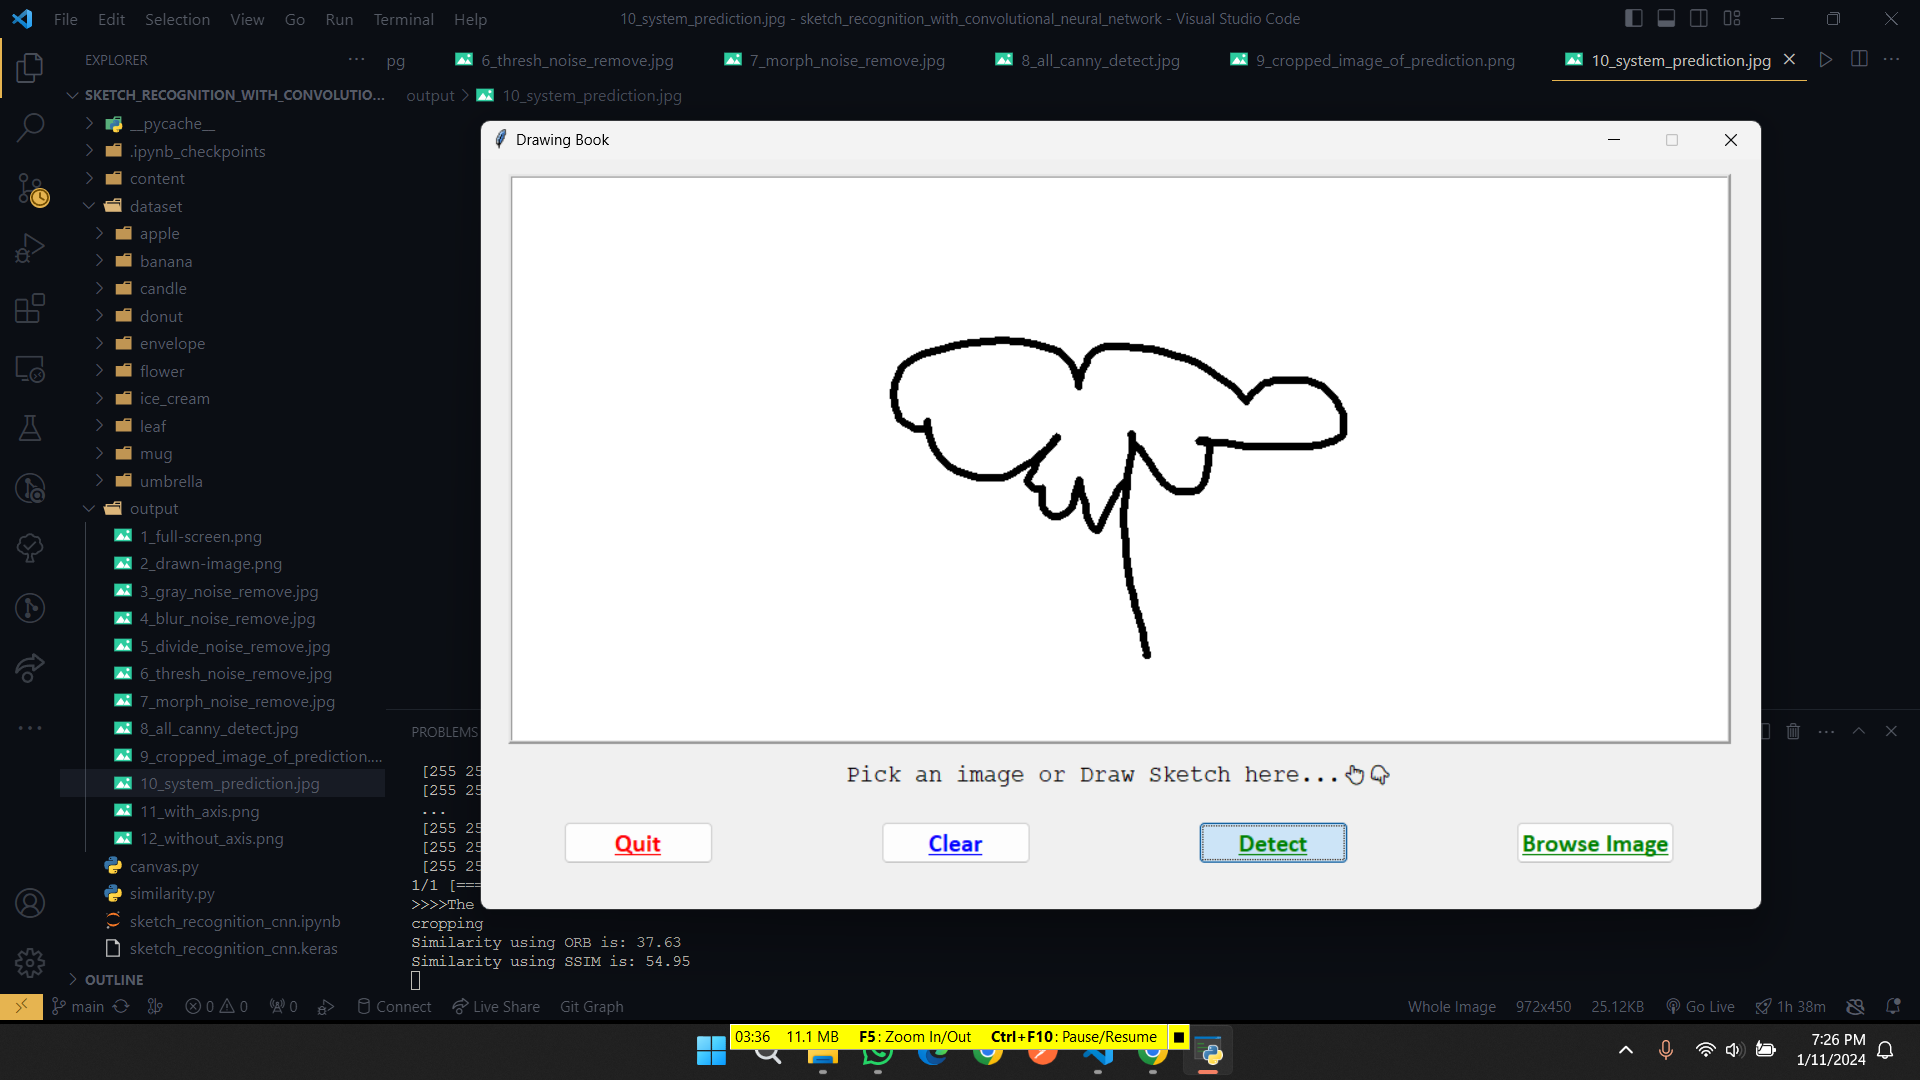 File Edit Selection View Go Run Terminal Help
10_system_prediction.jpg - sketch_recognition_with_convolutional_neural_network - Visual Studio Code
EXPLORER
pg 6_thresh_noise_remove.jpg 7_morph_noise_remove.jpg 8_all_canny_detect.jpg 9_cropped_image_of_prediction.png 10_system_prediction.jpg
SKETCH_RECOGNITION_WITH_CONVOLUTIO...
output > 10_system_prediction.jpg
__pycache__
.ipynb_checkpoints
content
dataset
apple
banana
candle
donut
envelope
flower
ice_cream
leaf
mug
umbrella
output
1_full-screen.png
2_drawn-image.png
3_gray_noise_remove.jpg
4_blur_noise_remove.jpg
5_divide_noise_remove.jpg
6_thresh_noise_remove.jpg
7_morph_noise_remove.jpg
8_all_canny_detect.jpg
9_cropped_image_of_prediction....
10_system_prediction.jpg
11_with_axis.png
12_without_axis.png
canvas.py
similarity.py
sketch_recognition_cnn.ipynb
sketch_recognition_cnn.keras
OUTLINE
Drawing Book
Pick an image or Draw Sketch here...
Quit Clear Detect Browse Image
PROBLEMS
[255 25
[255 25
...
[255 25
[255 25
[255 25
1/1 [===
>>>>The
cropping
Similarity using ORB is: 37.63
Similarity using SSIM is: 54.95
main 0 0 0 Connect Live Share Git Graph
Whole Image 972x450 25.12KB Go Live 1h 38m
03:36 11.1 MB F5: Zoom In/Out Ctrl+F10: Pause/Resume
7:26 PM
1/11/2024